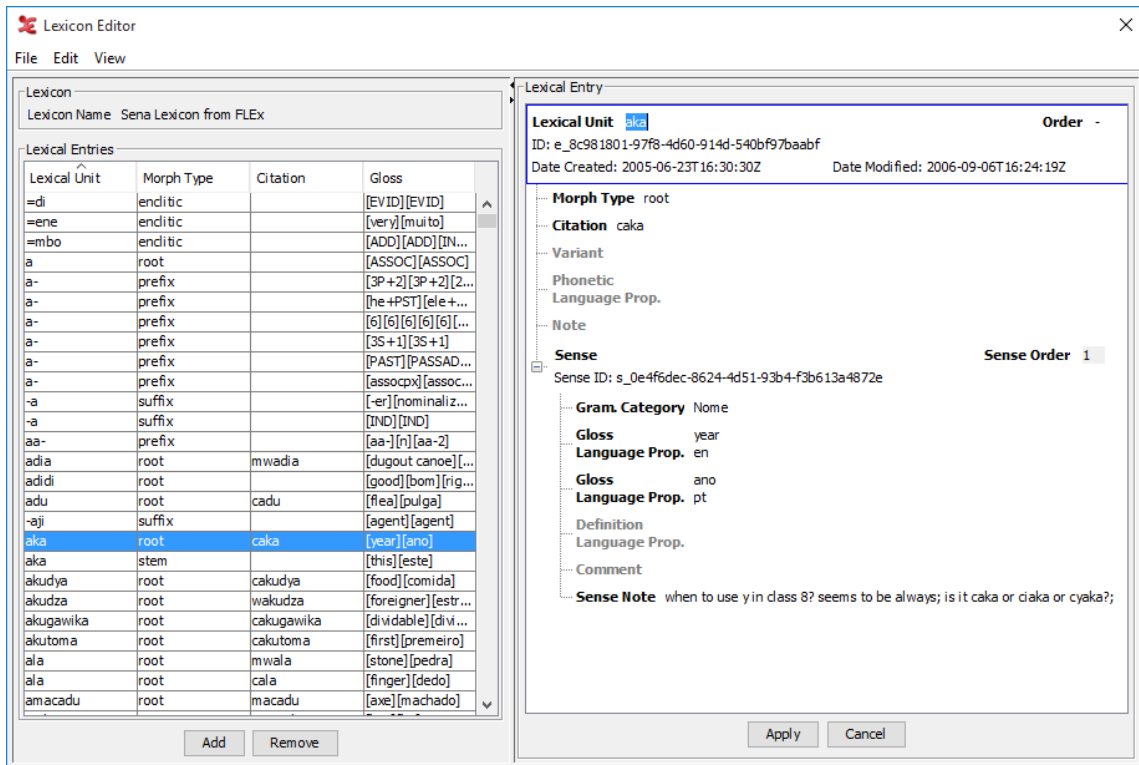 Lexicon Editor
File Edit View
Lexicon
Lexicon Name Sena Lexicon from FLEx
Lexical Entries
Lexical Unit Morph Type Citation Gloss
=di enclitic [EVID][EVID]
=ene enclitic [very][muito]
=mbo enclitic [ADD][ADD][IN...
a root [ASSOC][ASSOC]
a- prefix [3P+2][3P+2][2...
a- prefix [he+PST][ele+...
a- prefix [6][6][6][6][6][...
a- prefix [3S+1][3S+1]
a- prefix [PAST][PASSAD...
a- prefix [assocpx][assoc...
-a suffix [-er][nominaliz...
-a suffix [IND][IND]
aa- prefix [aa-][n][aa-2]
adia root mwadia [dugout canoe][...
adidi root [good][bom][rig...
adu root cadu [flea][pulga]
-aji suffix [agent][agent]
aka root caka [year][ano]
aka stem [this][este]
akudya root cakudya [food][comida]
akudza root wakudza [foreigner][estr...
akugawika root cakugawika [dividable][divi...
akutoma root cakutoma [first][premeiro]
ala root mwala [stone][pedra]
ala root cala [finger][dedo]
amacadu root macadu [axe][machado]
Add Remove
Lexical Entry
Lexical Unit aka Order -
ID: e_8c981801-97f8-4d60-914d-540bf97baabf
Date Created: 2005-06-23T16:30:30Z Date Modified: 2006-09-06T16:24:19Z
Morph Type root
Citation caka
Variant
Phonetic
Language Prop.
Note
Sense Sense Order 1
Sense ID: s_0e4f6dec-8624-4d51-93b4-f3b613a4872e
Gram. Category Nome
Gloss year
Language Prop. en
Gloss ano
Language Prop. pt
Definition
Language Prop.
Comment
Sense Note when to use y in class 8? seems to be always; is it caka or ciaka or cyaka?;
Apply Cancel